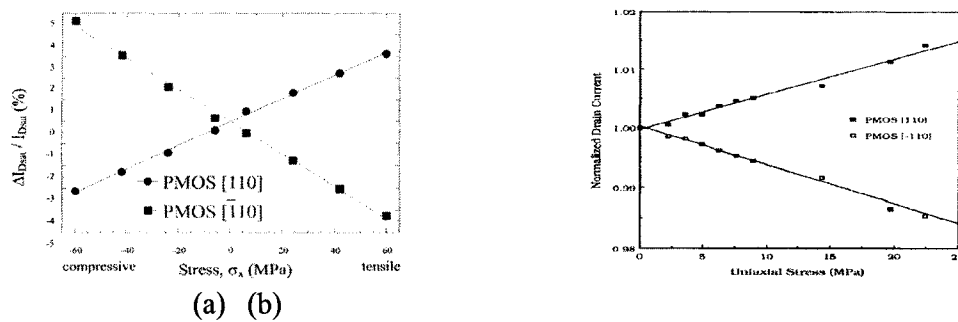 5
4
3
2
1
0
-1
-2
-3
-4
-5
ΔI_Dsat / I_Dsat (%)
PMOS [110]
PMOS [1̄10]
-60 -40 -20 0 20 40 60
compressive Stress, σx (MPa) tensile
(a) (b)
1.02
1.01
1.00
0.99
0.98
Normalized Drain Current
PMOS [110]
PMOS [-110]
0 5 10 15 20
Uniaxial Stress (MPa)